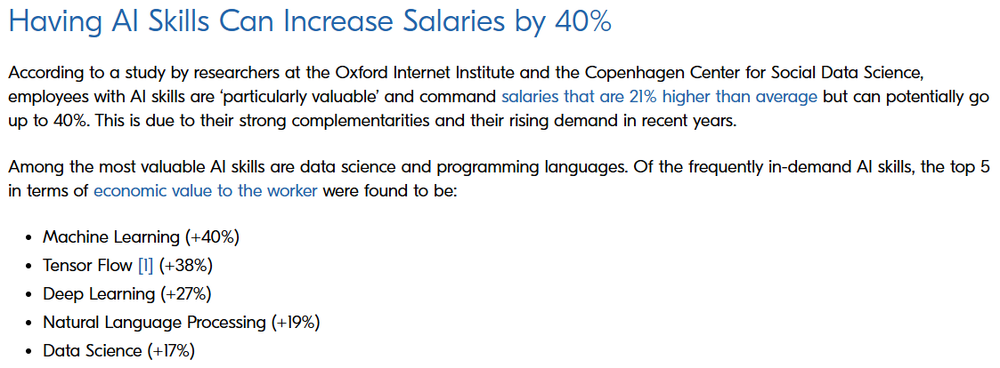 Having AI Skills Can Increase Salaries by 40%
According to a study by researchers at the Oxford Internet Institute and the Copenhagen Center for Social Data Science,
employees with AI skills are ‘particularly valuable’ and command salaries that are 21% higher than average but can potentially go
up to 40%. This is due to their strong complementarities and their rising demand in recent years.
Among the most valuable AI skills are data science and programming languages. Of the frequently in-demand AI skills, the top 5
in terms of economic value to the worker were found to be:
• Machine Learning (+40%)
• Tensor Flow [1] (+38%)
• Deep Learning (+27%)
• Natural Language Processing (+19%)
• Data Science (+17%)